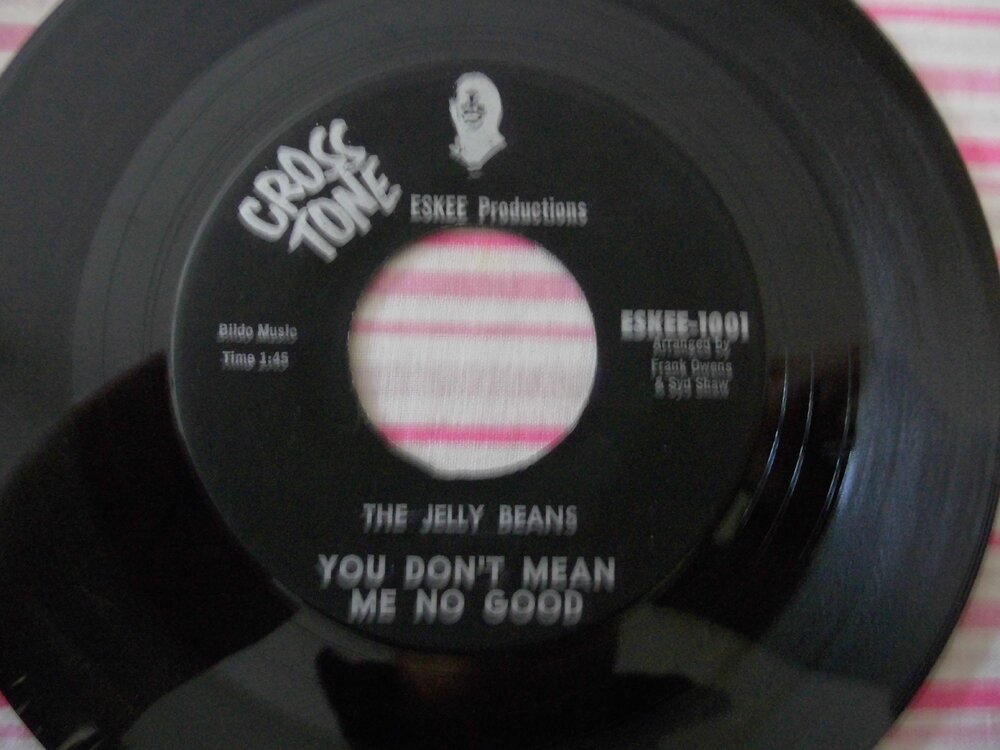 CROSS
TONE
ESKEE Productions
Bildo Music
Time 1:45
ESKEE-1001
Arranged by
Frank Owens
& Syd Shaw
THE JELLY BEANS
YOU DON'T MEAN
ME NO GOOD